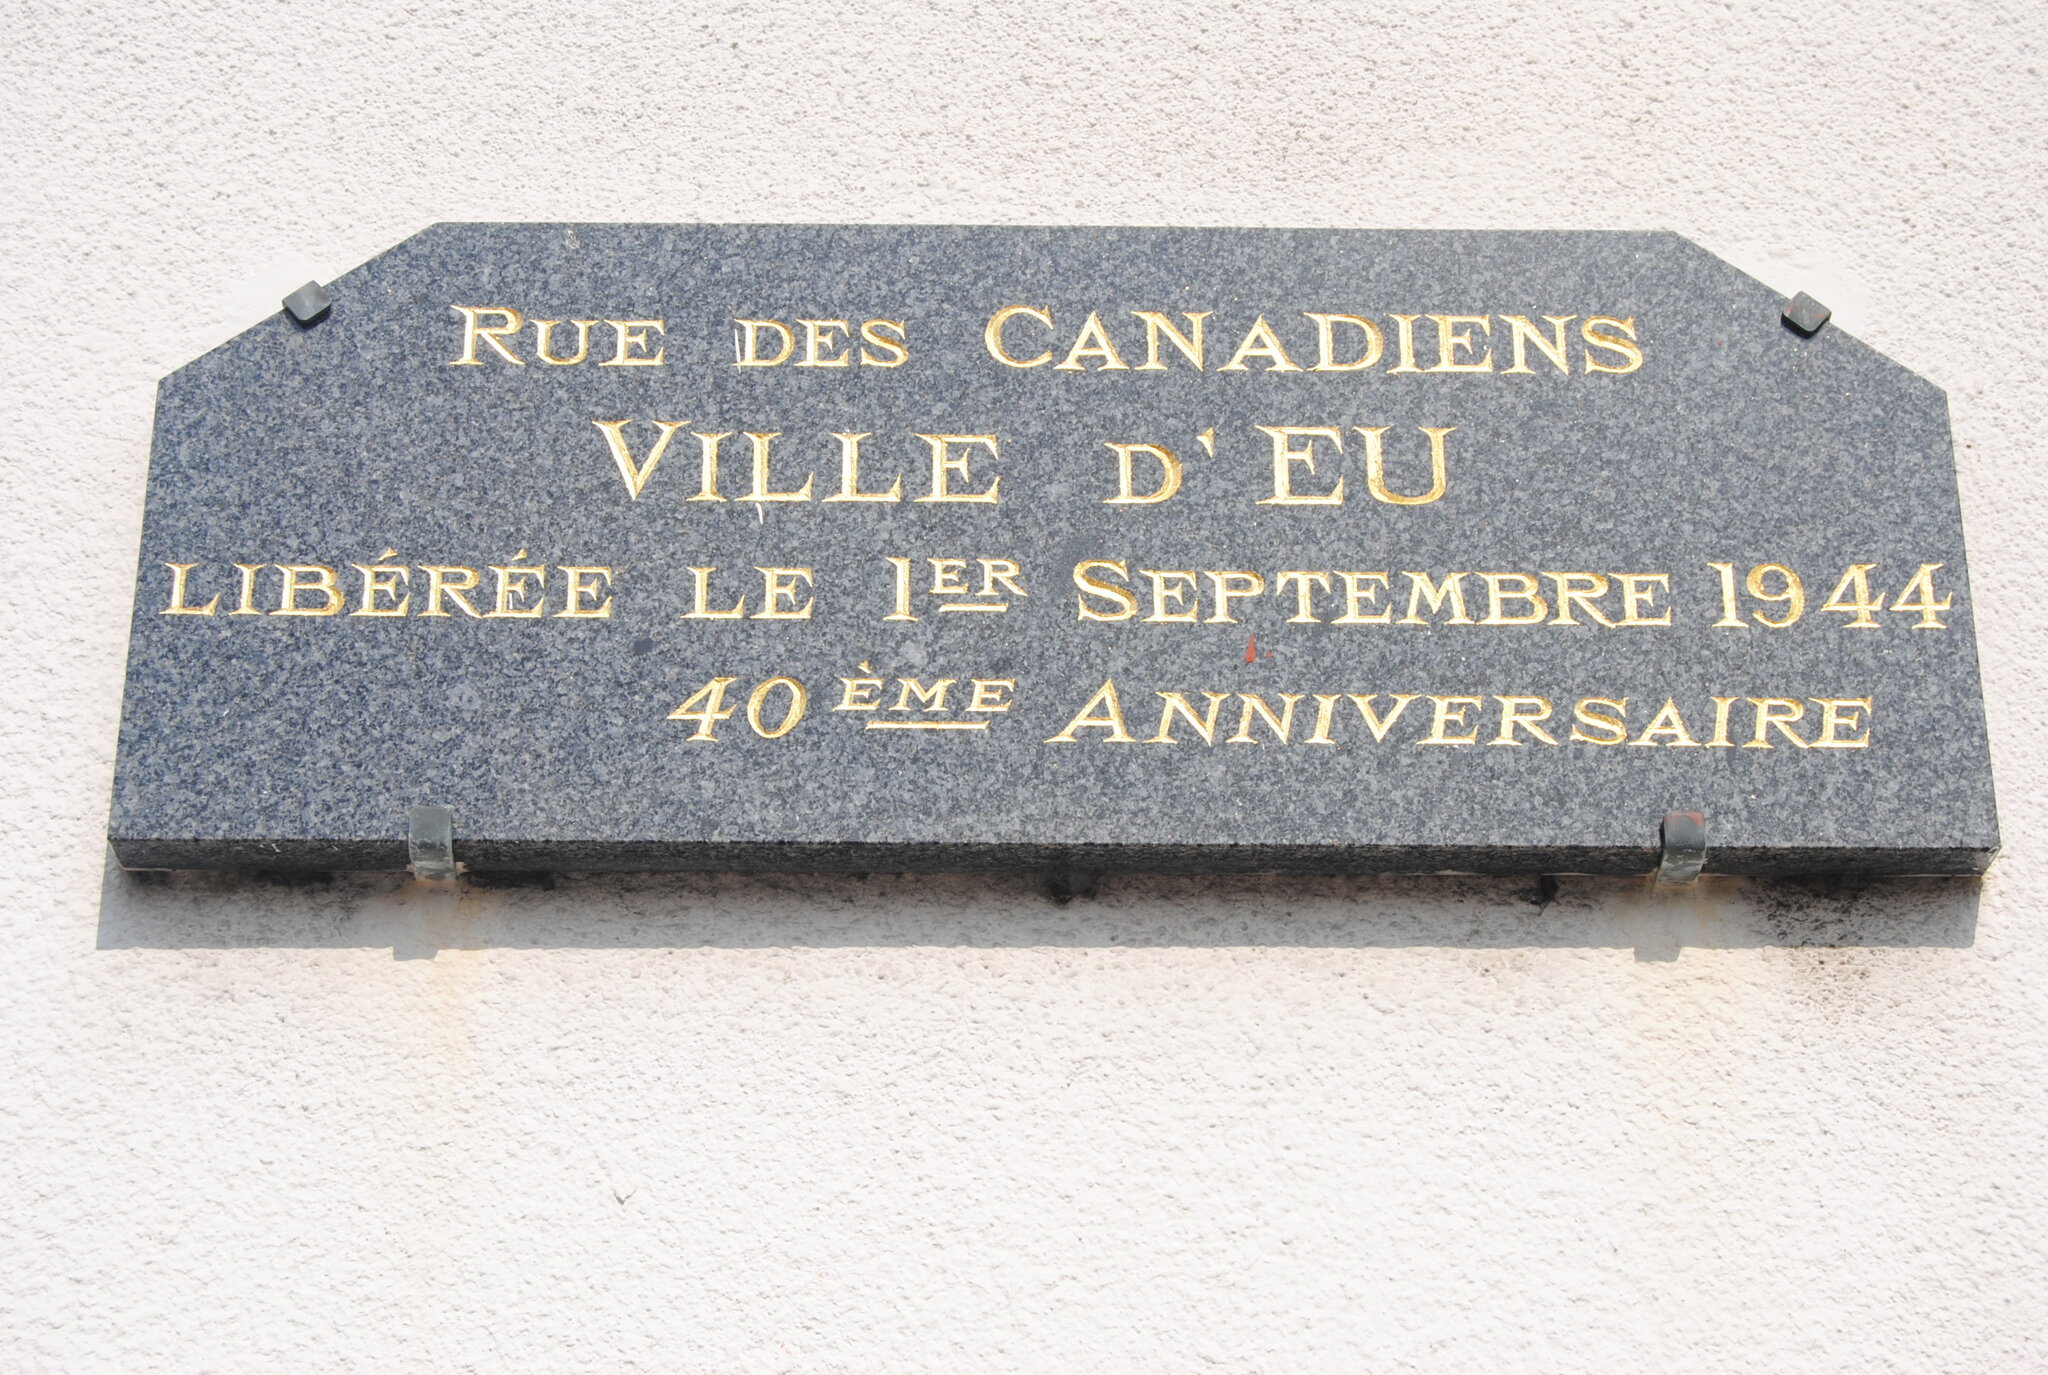 RUE DES CANADIENS
VILLE D'EU
LIBÉRÉE LE 1ER SEPTEMBRE 1944
40ÈME ANNIVERSAIRE